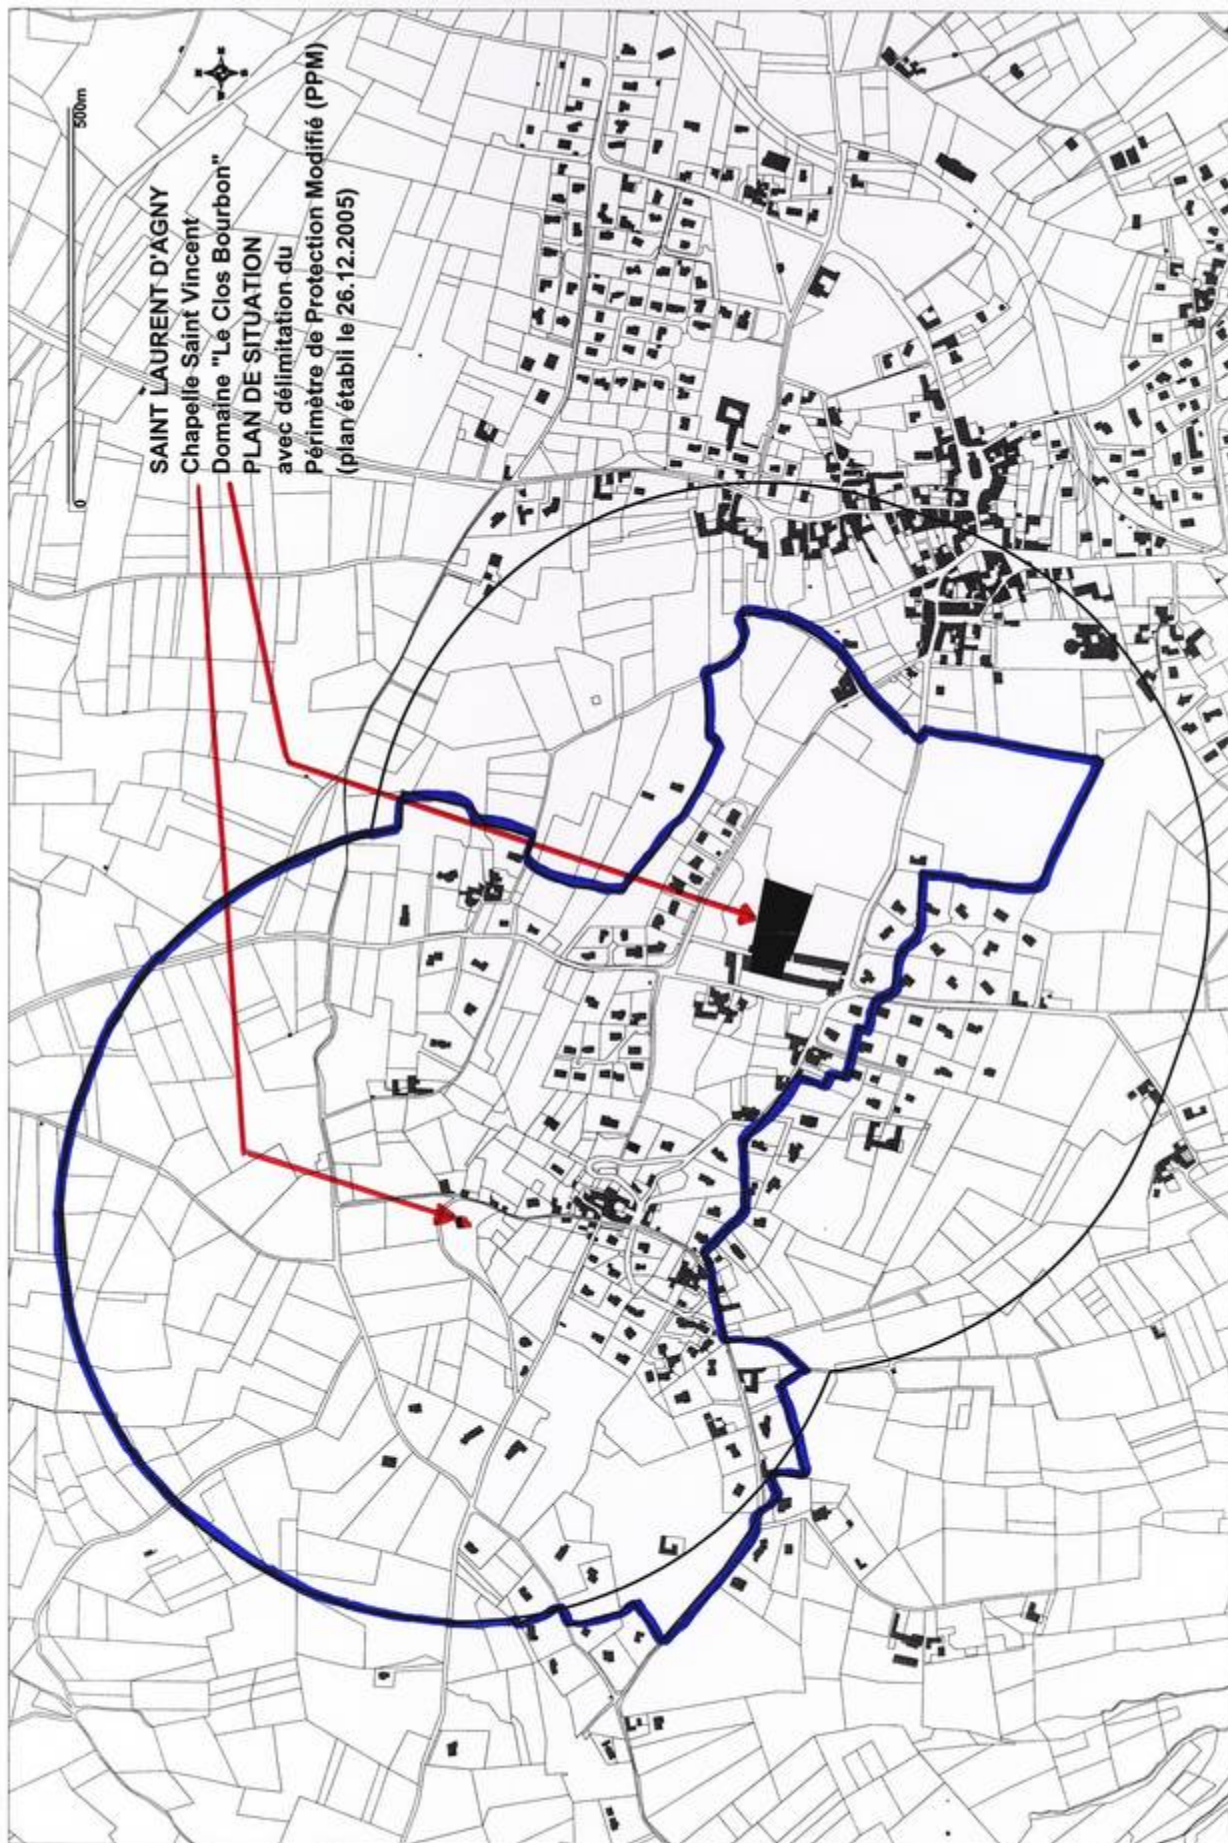 0 500m
SAINT LAURENT D'AGNY
Chapelle Saint Vincent
Domaine "Le Clos Bourbon"
PLAN DE SITUATION
avec délimitation du
Périmètre de Protection Modifié (PPM)
(plan établi le 26.12.2005)